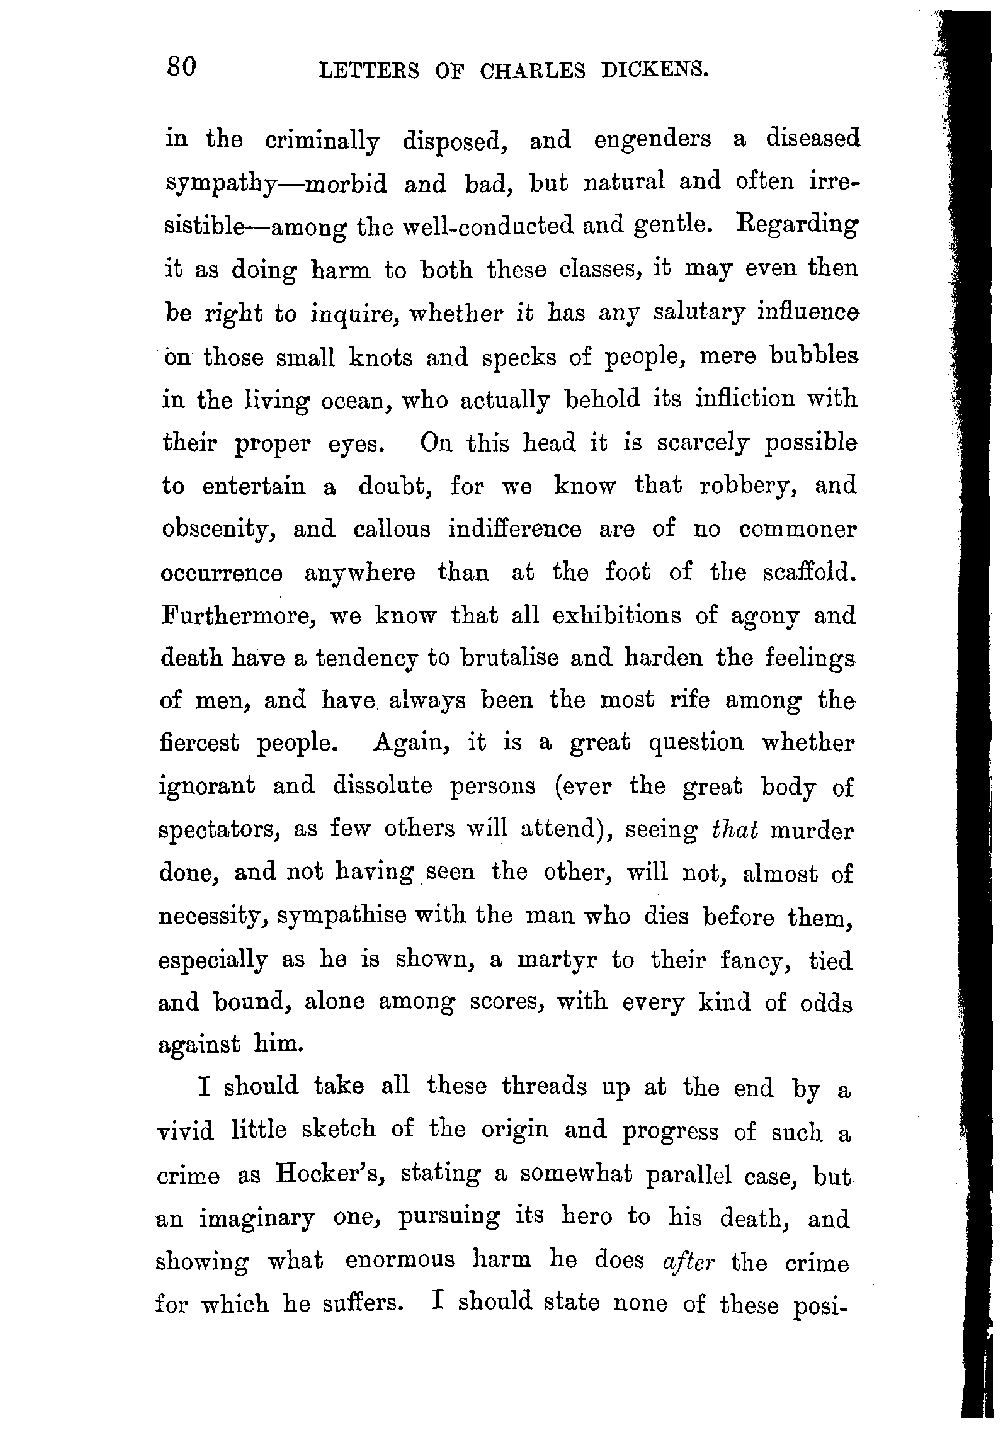 80 LETTERS OF CHARLES DICKENS.
in the criminally disposed, and engenders a diseased
sympathy—morbid and bad, but natural and often irre-
sistible—among the well-conducted and gentle. Regarding
it as doing harm to both these classes, it may even then
be right to inquire, whether it has any salutary influence
on those small knots and specks of people, mere bubbles
in the living ocean, who actually behold its infliction with
their proper eyes. On this head it is scarcely possible
to entertain a doubt, for we know that robbery, and
obscenity, and callous indifference are of no commoner
occurrence anywhere than at the foot of the scaffold.
Furthermore, we know that all exhibitions of agony and
death have a tendency to brutalise and harden the feelings
of men, and have always been the most rife among the
fiercest people. Again, it is a great question whether
ignorant and dissolute persons (ever the great body of
spectators, as few others will attend), seeing that murder
done, and not having seen the other, will not, almost of
necessity, sympathise with the man who dies before them,
especially as he is shown, a martyr to their fancy, tied
and bound, alone among scores, with every kind of odds
against him.
I should take all these threads up at the end by a
vivid little sketch of the origin and progress of such a
crime as Hocker's, stating a somewhat parallel case, but
an imaginary one, pursuing its hero to his death, and
showing what enormous harm he does after the crime
for which he suffers. I should state none of these posi-